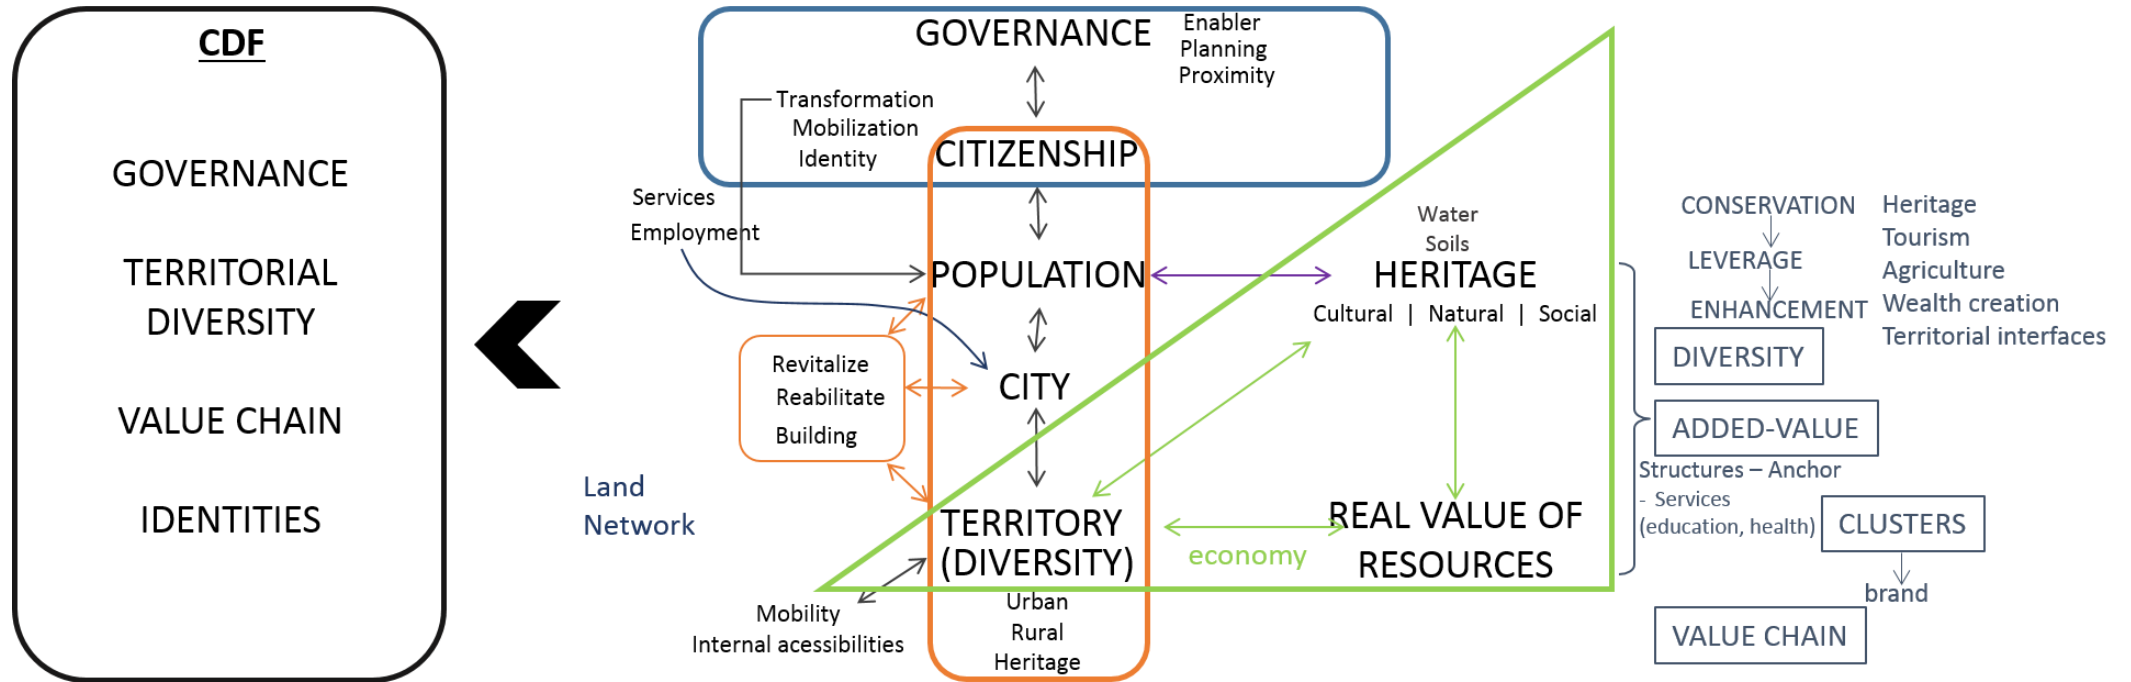 CDF
GOVERNANCE
TERRITORIAL
DIVERSITY
VALUE CHAIN
IDENTITIES
GOVERNANCE
Enabler
Planning
Proximity
Transformation
Mobilization
Identity
CITIZENSHIP
Services
Employment
POPULATION
Water
Soils
HERITAGE
Cultural | Natural | Social
Revitalize
Reabilitate
Building
CITY
Land
Network
TERRITORY
(DIVERSITY)
economy
REAL VALUE OF
RESOURCES
Mobility
Internal acessibilities
Urban
Rural
Heritage
CONSERVATION
LEVERAGE
ENHANCEMENT
Heritage
Tourism
Agriculture
Wealth creation
Territorial interfaces
DIVERSITY
ADDED-VALUE
Structures – Anchor
- Services
(education, health)
CLUSTERS
brand
VALUE CHAIN